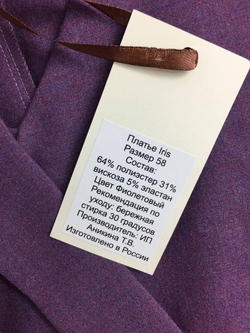 Платье Iris
Размер 58
Состав:
64% полиэстер 31%
вискоза 5% эластан
Цвет Фиолетовый
Рекомендация по
уходу: бережная
стирка 30 градусов
Производитель: ИП
Аникина Т.В.
Изготовлено в России